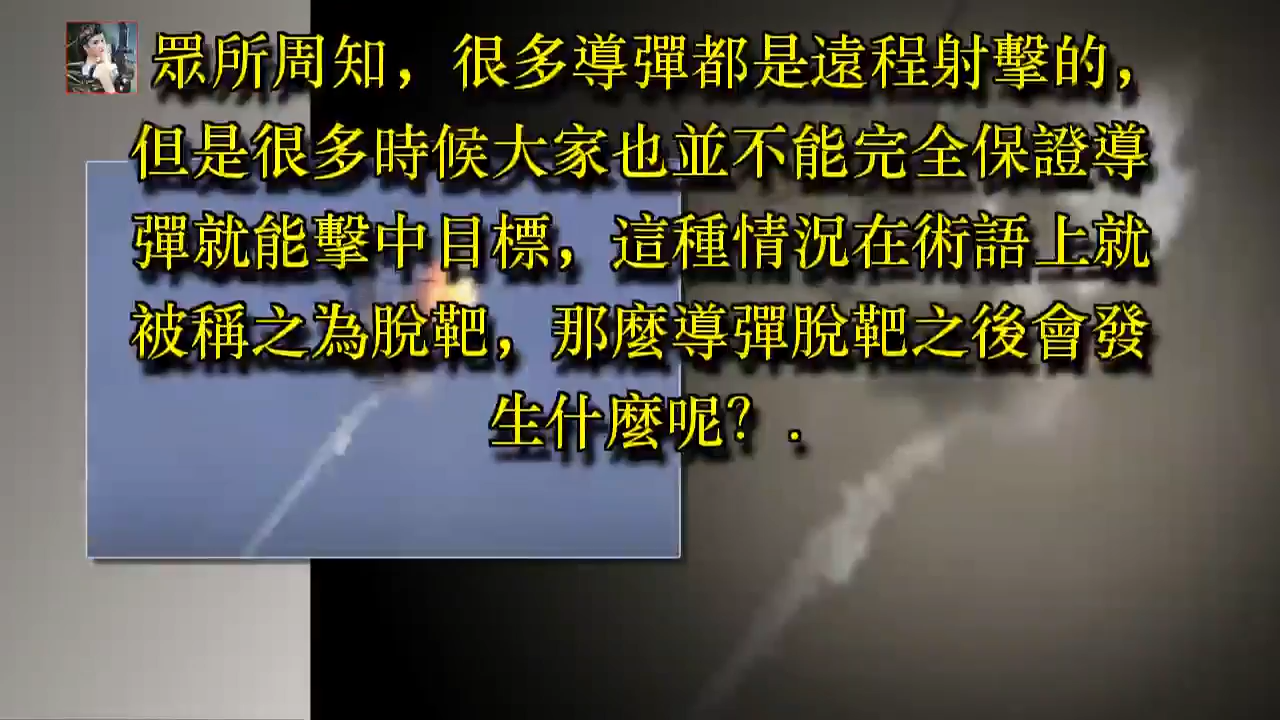 眾所周知，很多導彈都是遠程射擊的，
但是很多時候大家也並不能完全保證導
彈就能擊中目標，這種情況在術語上就
被稱之為脫靶，那麼導彈脫靶之後會發
生什麼呢？.